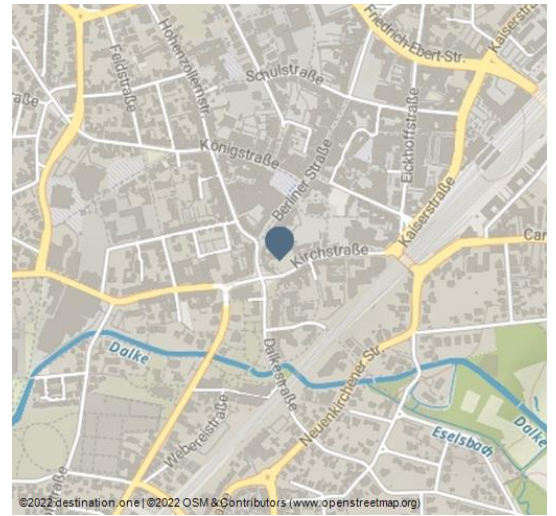 Friedrich-Ebert-Str.
Kaiserstraße
Feldstraße
Hohenzollernstr.
Schulstraße
Königstraße
Berliner Straße
Eickhoffstraße
Kaiserstraße
Kirchstraße
Car
Dalke
Dalkestraße
Neuenkirchener Str.
Webereistraße
Eselsbach
Dalke
©2022 destination.one | ©2022 OSM & Contributors (www.openstreetmap.org)